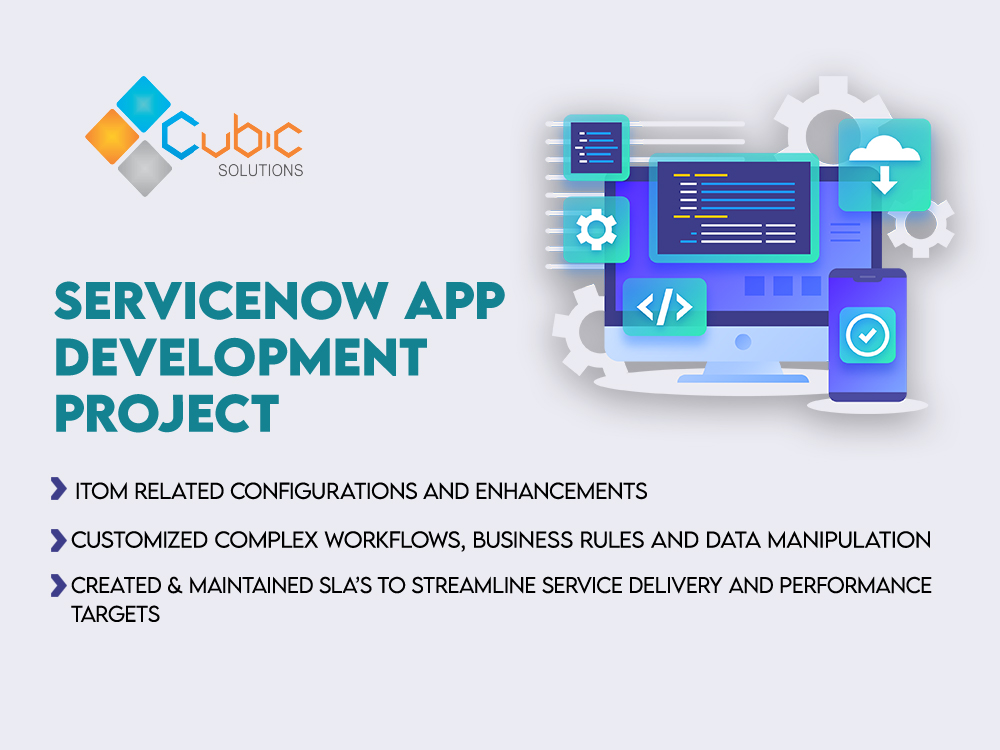 Cubic
SOLUTIONS
SERVICENOW APP
DEVELOPMENT
PROJECT
ITOM RELATED CONFIGURATIONS AND ENHANCEMENTS
CUSTOMIZED COMPLEX WORKFLOWS, BUSINESS RULES AND DATA MANIPULATION
CREATED & MAINTAINED SLA'S TO STREAMLINE SERVICE DELIVERY AND PERFORMANCE
TARGETS